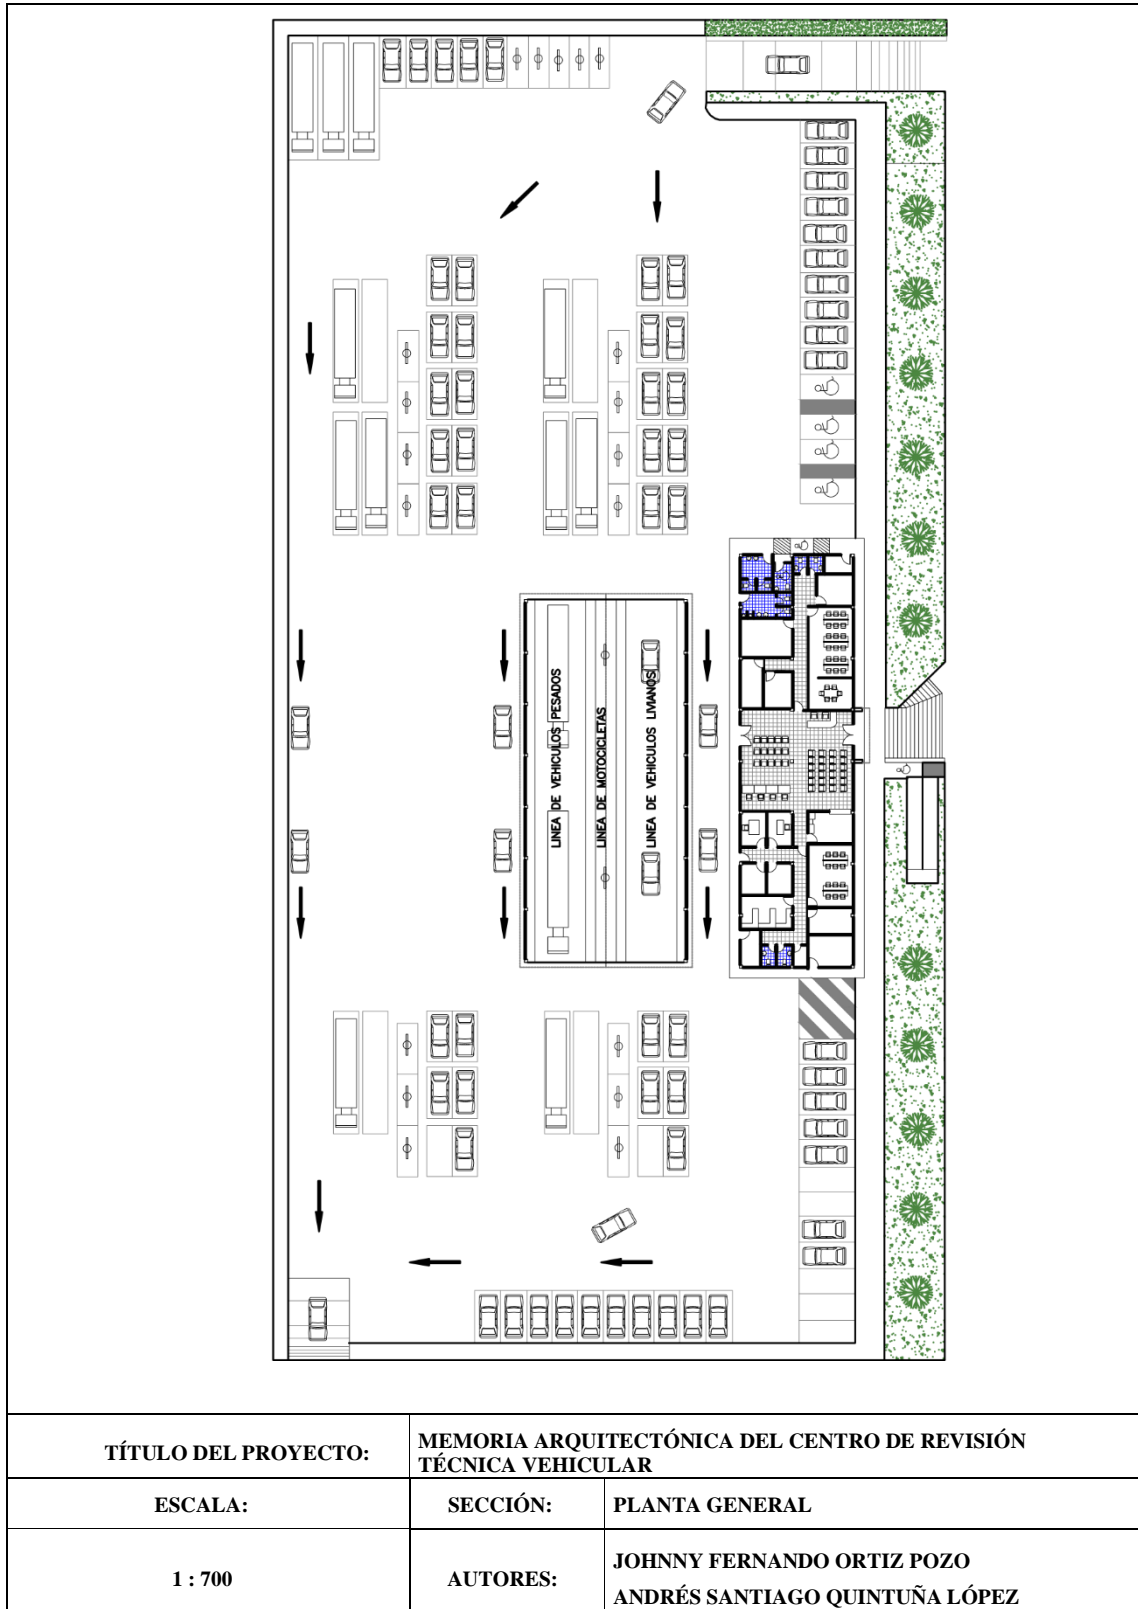 LINEA DE VEHICULOS PESADOS
LINEA DE MOTOCICLETAS
LINEA DE VEHICULOS LIVIANOS
TÍTULO DEL PROYECTO:
MEMORIA ARQUITECTÓNICA DEL CENTRO DE REVISIÓN
TÉCNICA VEHICULAR
ESCALA:
SECCIÓN:
PLANTA GENERAL
1 : 700
AUTORES:
JOHNNY FERNANDO ORTIZ POZO
ANDRÉS SANTIAGO QUINTUÑA LÓPEZ